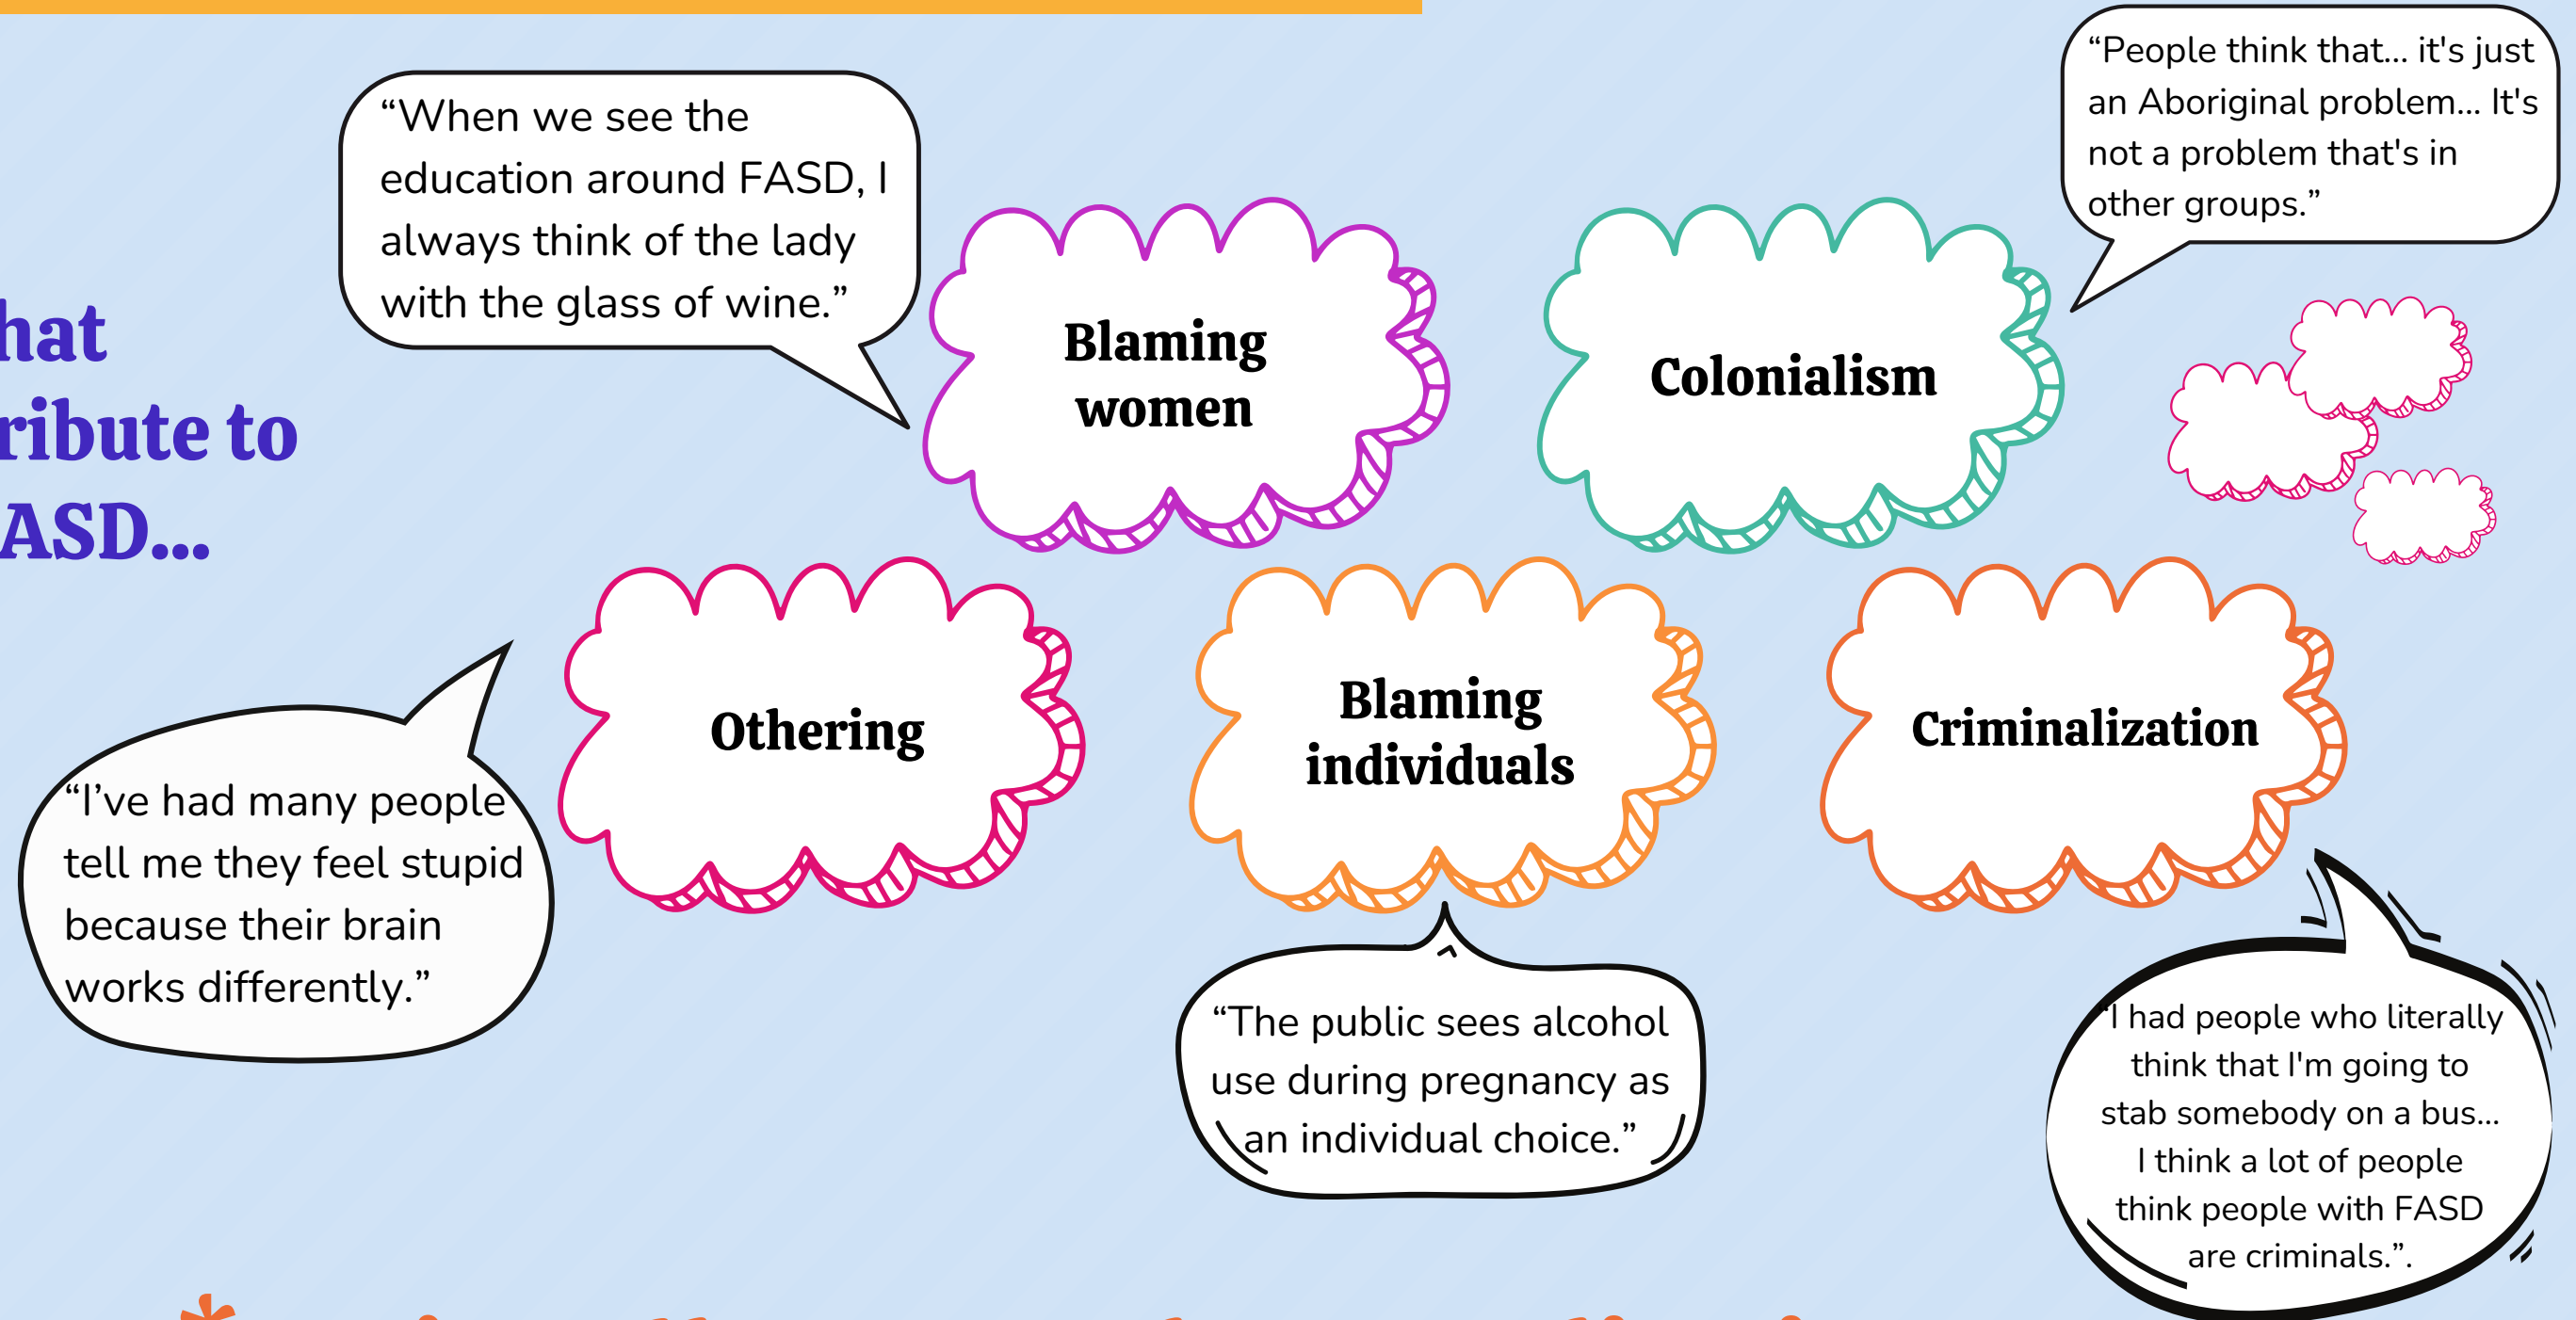 “When we see the
education around FASD, I
always think of the lady
with the glass of wine.”
“People think that... it's just
an Aboriginal problem... It's
not a problem that's in
other groups.”
hat
ribute to
ASD...
Blaming
women
Colonialism
Othering
Blaming
individuals
Criminalization
“I’ve had many people
tell me they feel stupid
because their brain
works differently.”
“The public sees alcohol
use during pregnancy as
an individual choice.”
“I had people who literally
think that I'm going to
stab somebody on a bus...
I think a lot of people
think people with FASD
are criminals.”.